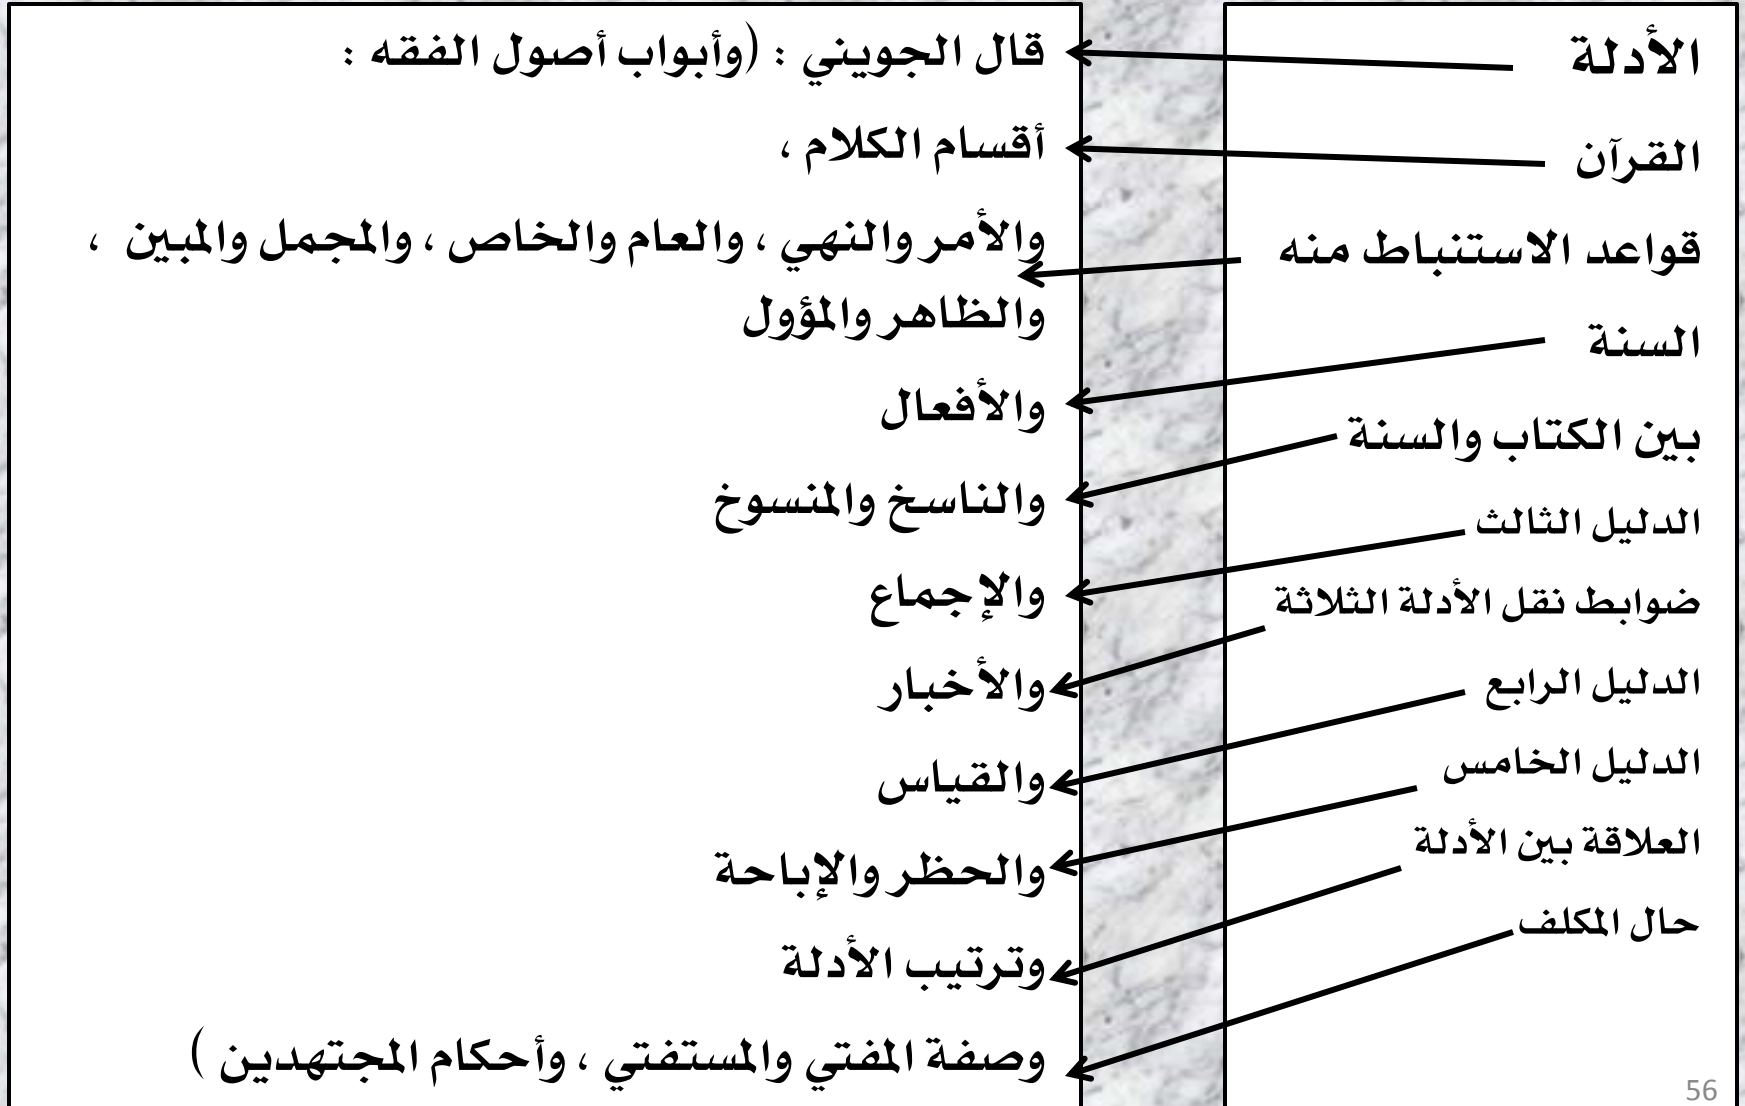 الأدلة
القرآن
قواعد الاستنباط منه
السنة
بين الكتاب والسنة
الدليل الثالث
ضوابط نقل الأدلة الثلاثة
الدليل الرابع
الدليل الخامس
العلاقة بين الأدلة
حال المكلف
قال الجويني : (وأبواب أصول الفقه :
أقسام الكلام ،
والأمر والنهي ، والعام والخاص ، والمجمل والمبين ،
والظاهر والمؤول
والأفعال
والناسخ والمنسوخ
والإجماع
والأخبار
والقياس
والحظر والإباحة
وترتيب الأدلة
وصفة المفتي والمستفتي ، وأحكام المجتهدين )
56